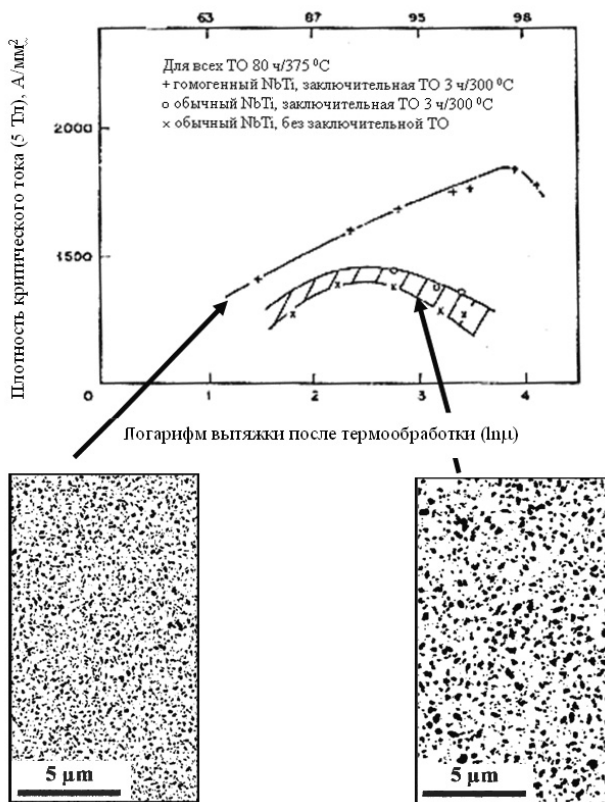 63 87 95 98
Для всех ТО 80 ч/375 ⁰С
+ гомогенный NbTi, заключительная ТО 3 ч/300 ⁰С
о обычный NbTi, заключительная ТО 3 ч/300 ⁰С
× обычный NbTi, без заключительной ТО
Плотность критического тока (5 Тл), А/мм²
2000
1500
0 1 2 3 4
Логарифм вытяжки после термообработки (lnμ)
5 µm
5 µm